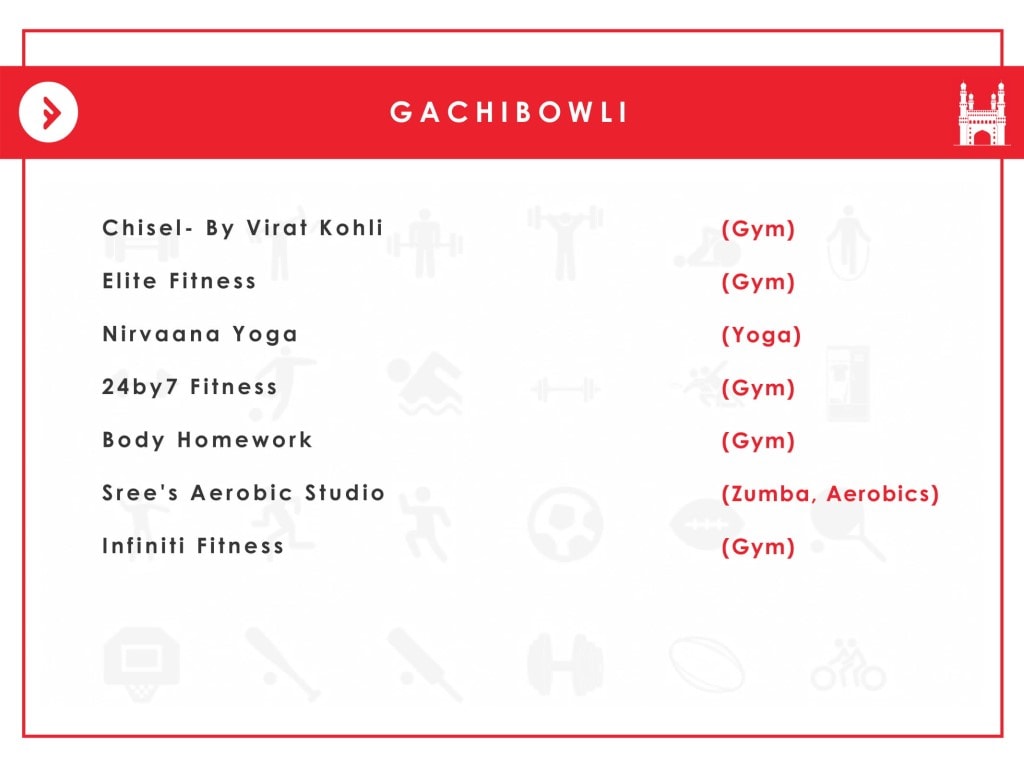 GACHIBOWLI
Chisel- By Virat Kohli (Gym)
Elite Fitness (Gym)
Nirvaana Yoga (Yoga)
24by7 Fitness (Gym)
Body Homework (Gym)
Sree's Aerobic Studio (Zumba, Aerobics)
Infiniti Fitness (Gym)